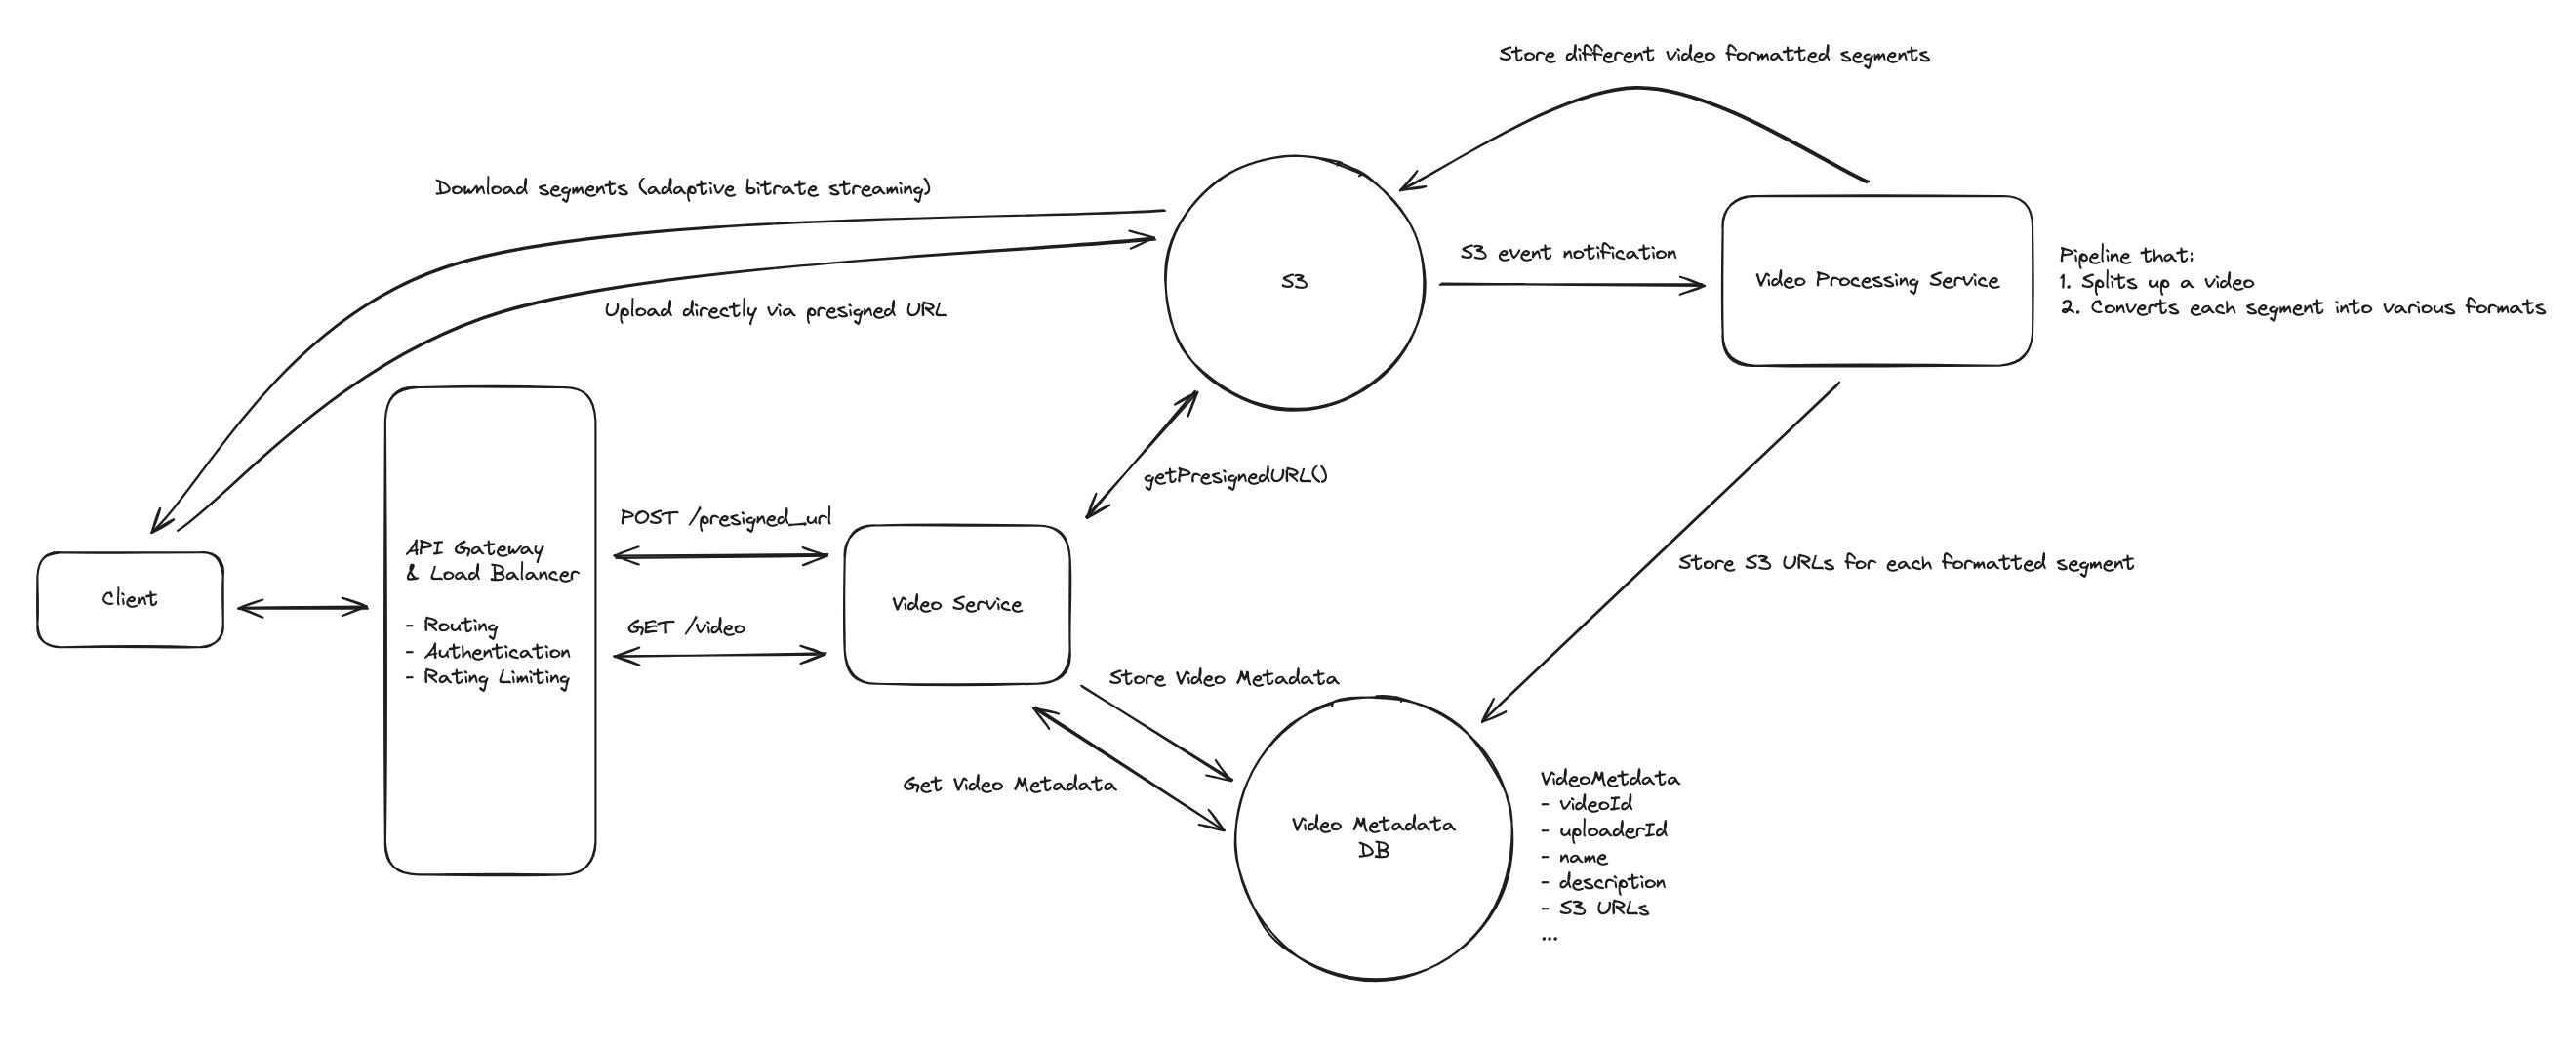 Store different video formatted segments
Download segments (adaptive bitrate streaming)
Upload directly via presigned URL
S3
S3 event notification
Video Processing Service
Pipeline that:
1. Splits up a video
2. Converts each segment into various formats
getPresignedURL()
Client
API Gateway
& Load Balancer
- Routing
- Authentication
- Rating Limiting
POST /presigned_url
GET /video
Video Service
Store S3 URLs for each formatted segment
Store Video Metadata
Get Video Metadata
Video Metadata
DB
VideoMetdata
- videoId
- uploaderId
- name
- description
- S3 URLs
...